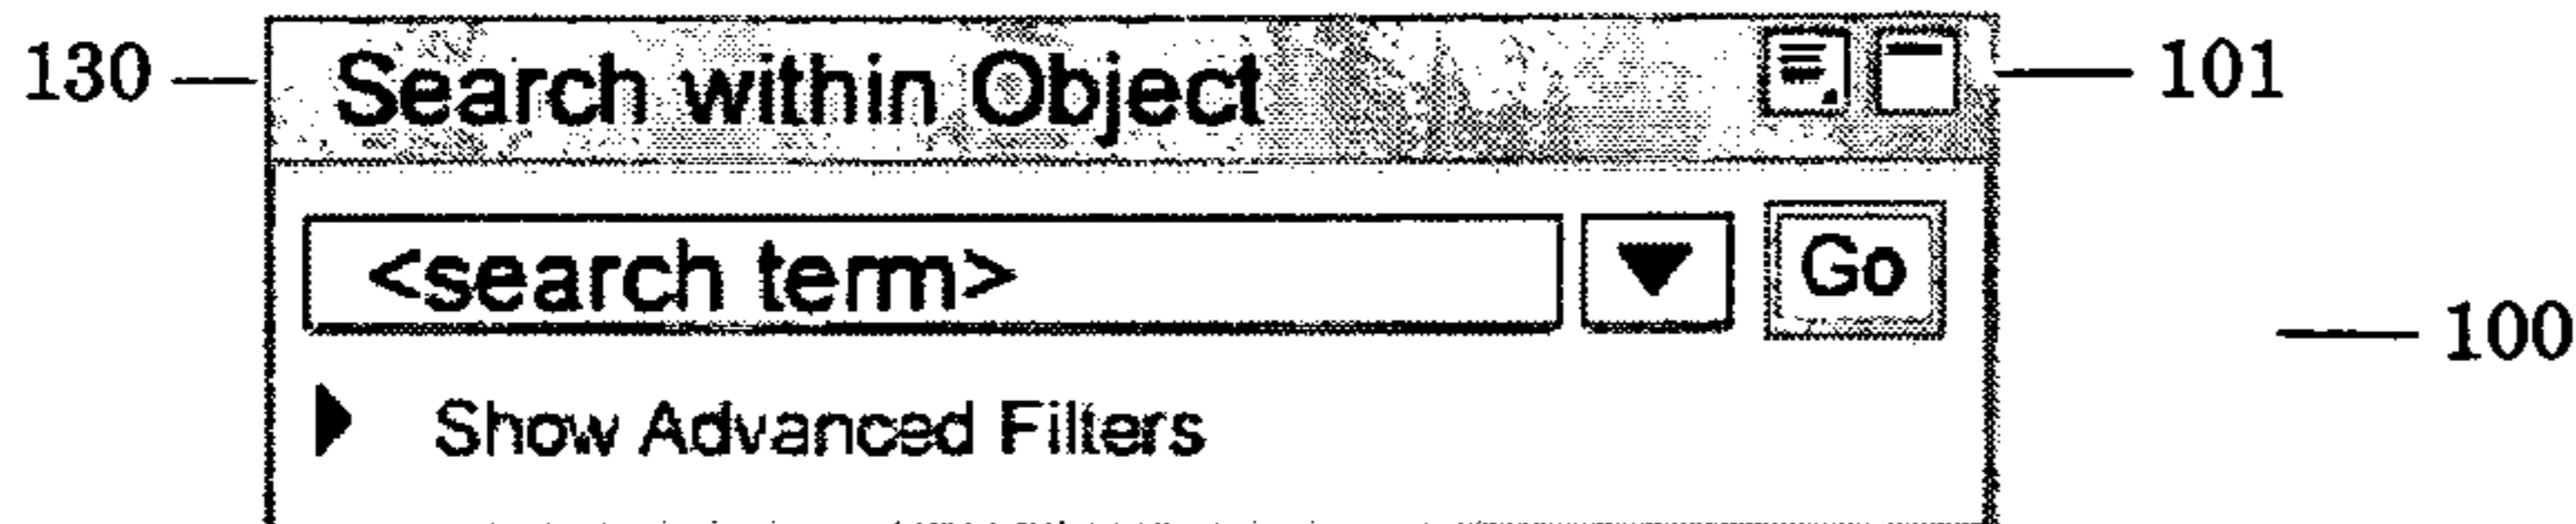 130 Search within Object 101
<search term> Go
100
Show Advanced Filters